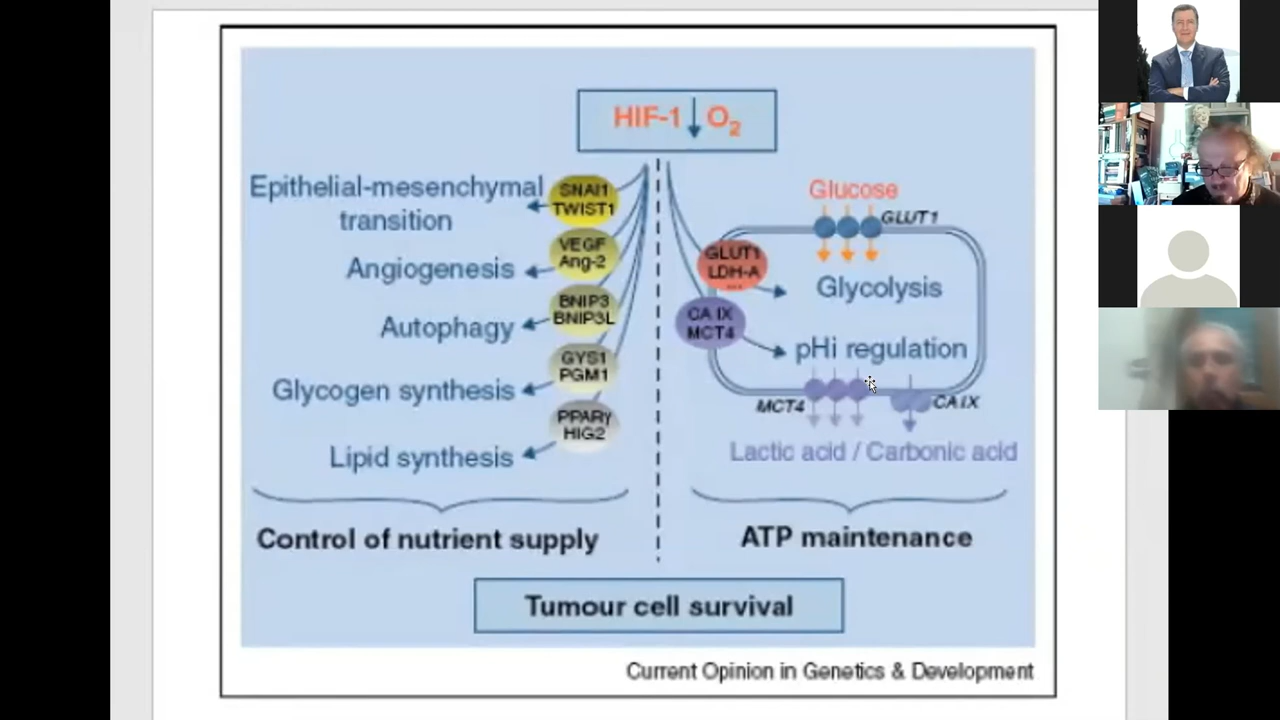 HIF-1 ↓ O₂
Epithelial-mesenchymal
transition
SNAI1
TWIST1
Angiogenesis
VEGF
Ang-2
Autophagy
BNIP3
BNIP3L
Glycogen synthesis
GYS1
PGM1
Lipid synthesis
PPARγ
HIG2
Control of nutrient supply
Glucose
GLUT1
GLUT1
LDH-A
...
Glycolysis
CA IX
MCT4
pHi regulation
MCT4
CA IX
Lactic acid / Carbonic acid
ATP maintenance
Tumour cell survival
Current Opinion in Genetics & Development